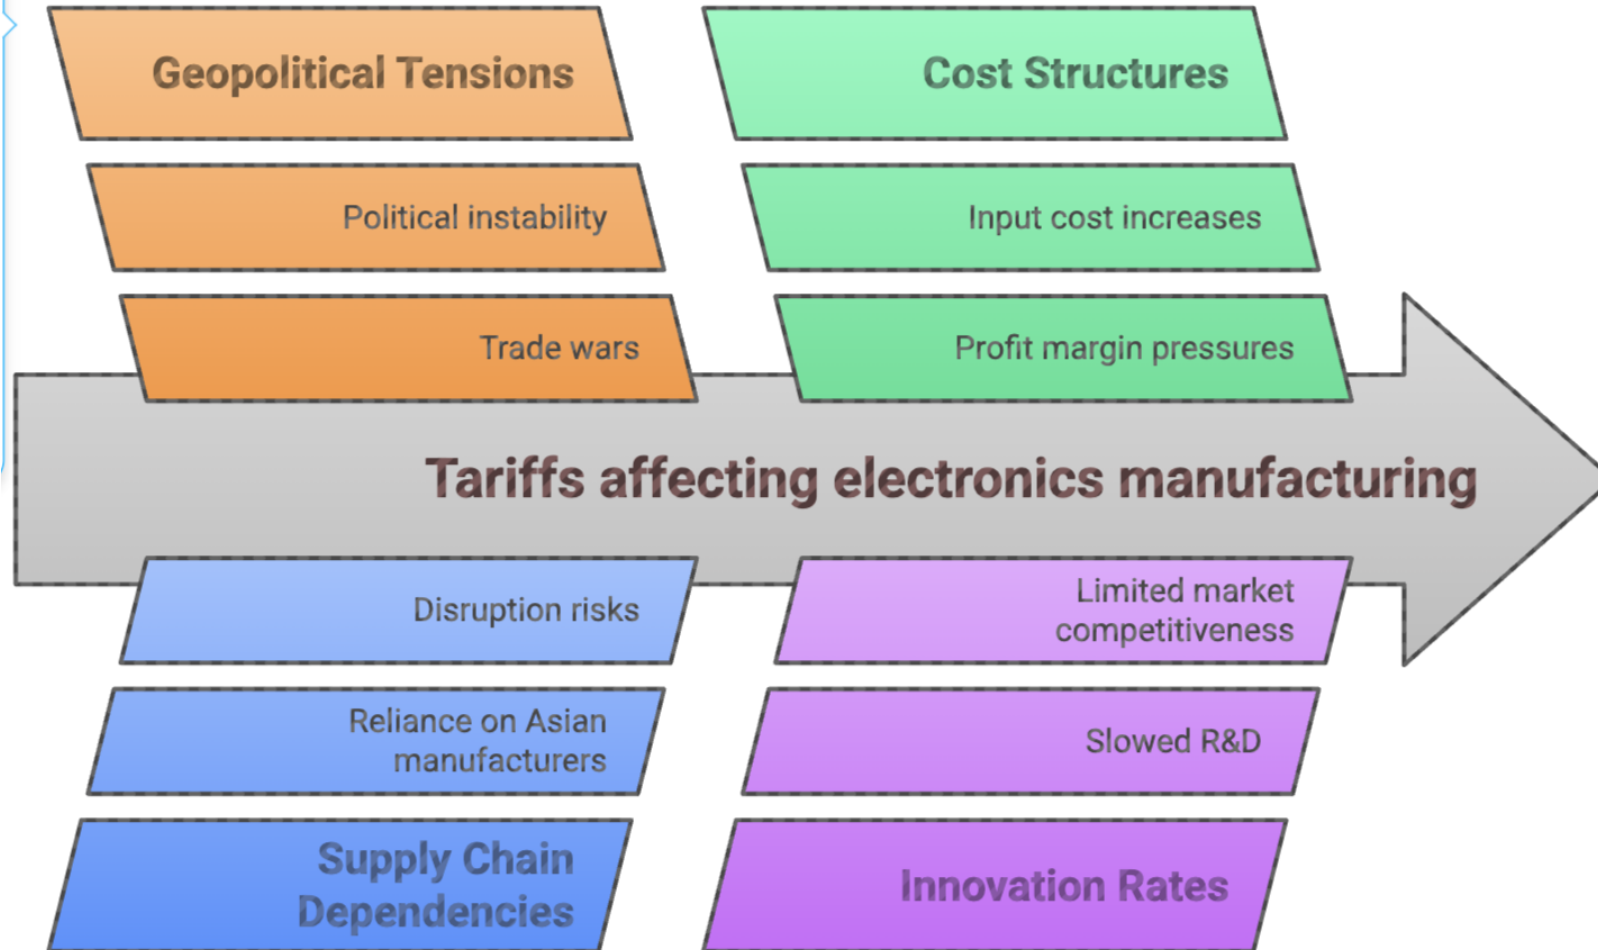 Geopolitical Tensions
Cost Structures
Political instability
Input cost increases
Trade wars
Profit margin pressures
Tariffs affecting electronics manufacturing
Disruption risks
Limited market
competitiveness
Reliance on Asian
manufacturers
Slowed R&D
Supply Chain
Dependencies
Innovation Rates